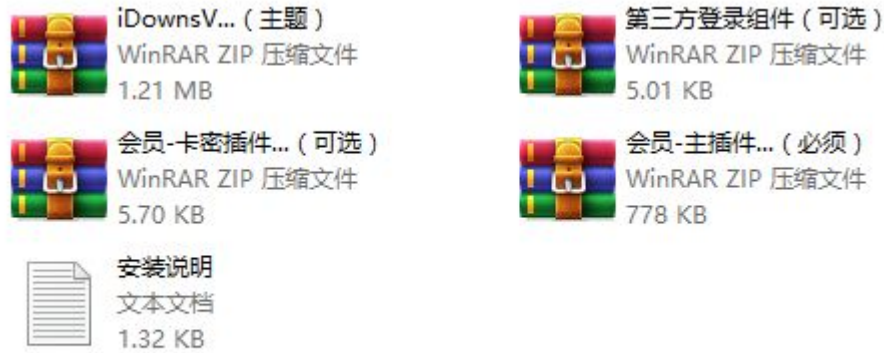 iDownsV...（主题）
WinRAR ZIP 压缩文件
1.21 MB
第三方登录组件（可选）
WinRAR ZIP 压缩文件
5.01 KB
会员-卡密插件...（可选）
WinRAR ZIP 压缩文件
5.70 KB
会员-主插件...（必须）
WinRAR ZIP 压缩文件
778 KB
安装说明
文本文档
1.32 KB